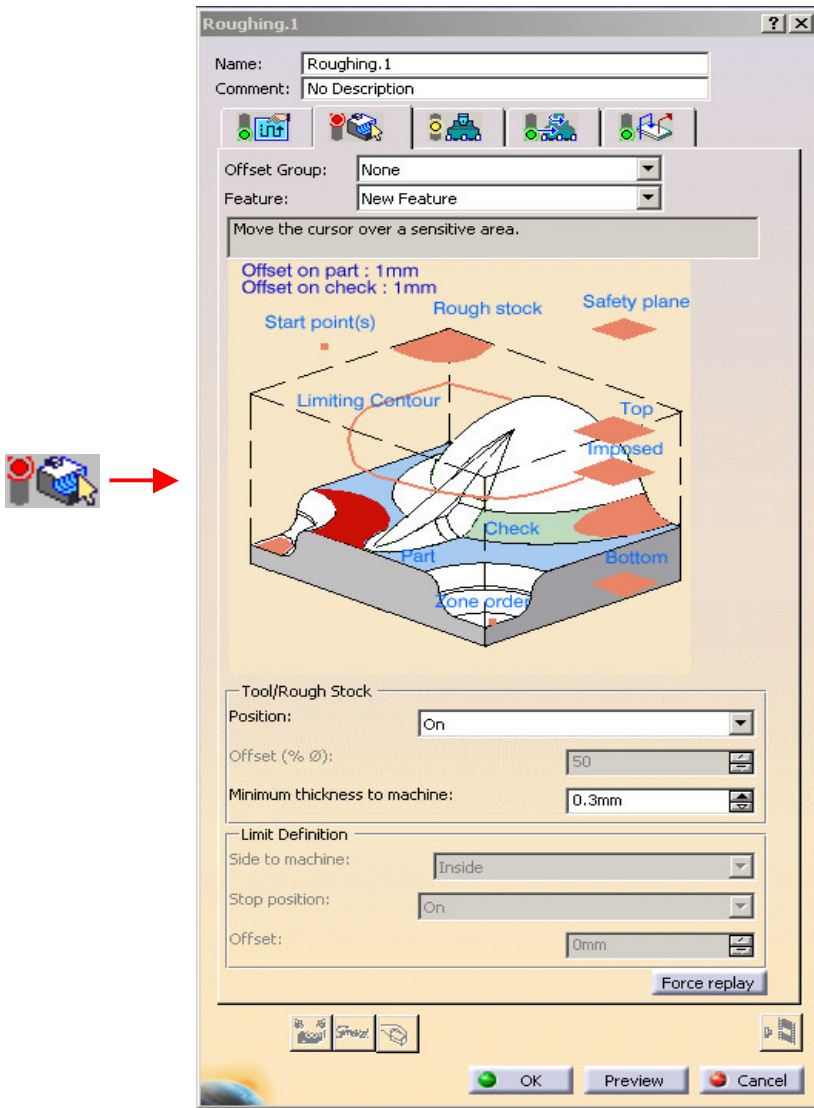 Roughing.1
Name: Roughing.1
Comment: No Description
Offset Group: None
Feature: New Feature
Move the cursor over a sensitive area.
Offset on part : 1mm
Offset on check : 1mm
Rough stock
Safety plane
Start point(s)
Limiting Contour
Top
Imposed
Check
Part
Bottom
Zone order
Tool/Rough Stock
Position: On
Offset (% Ø): 50
Minimum thickness to machine: 0.3mm
Limit Definition
Side to machine: Inside
Stop position: On
Offset: 0mm
Force replay
OK Preview Cancel